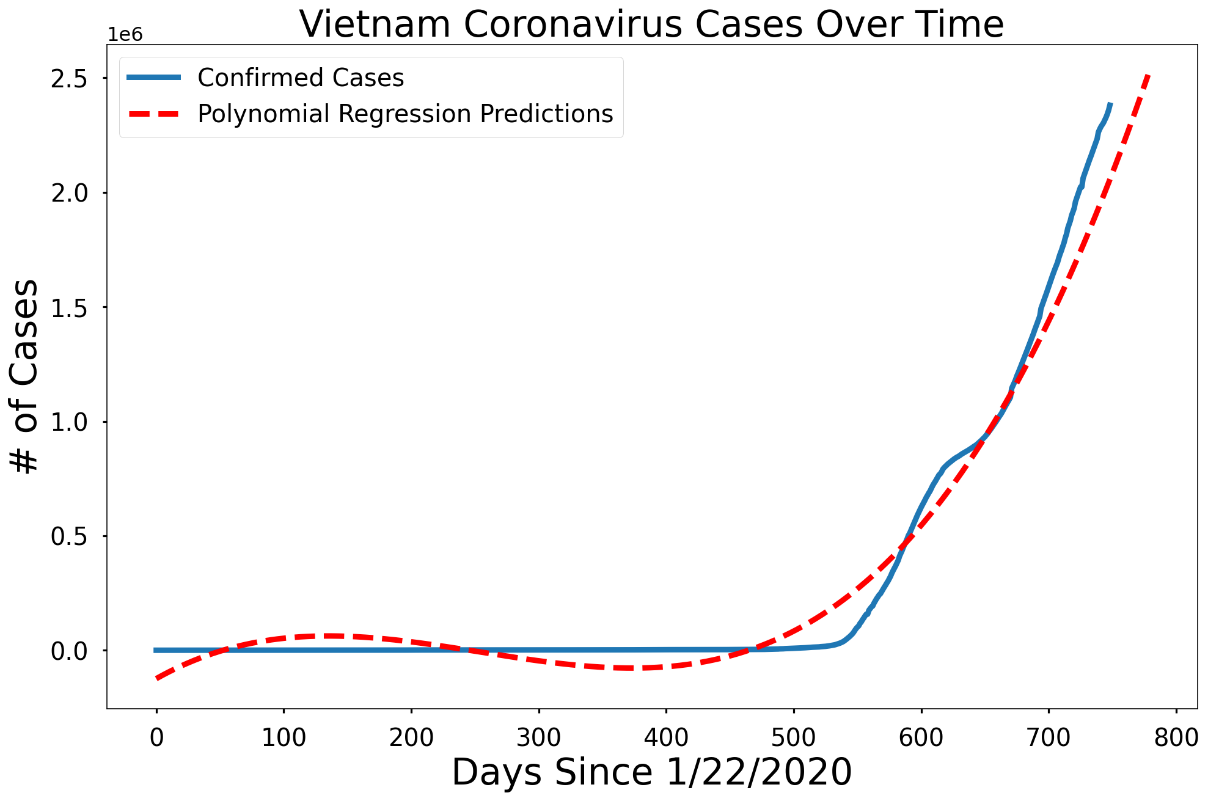 Vietnam Coronavirus Cases Over Time
1e6
Confirmed Cases
Polynomial Regression Predictions
2.5
2.0
1.5
1.0
0.5
0.0
# of Cases
0 100 200 300 400 500 600 700 800
Days Since 1/22/2020